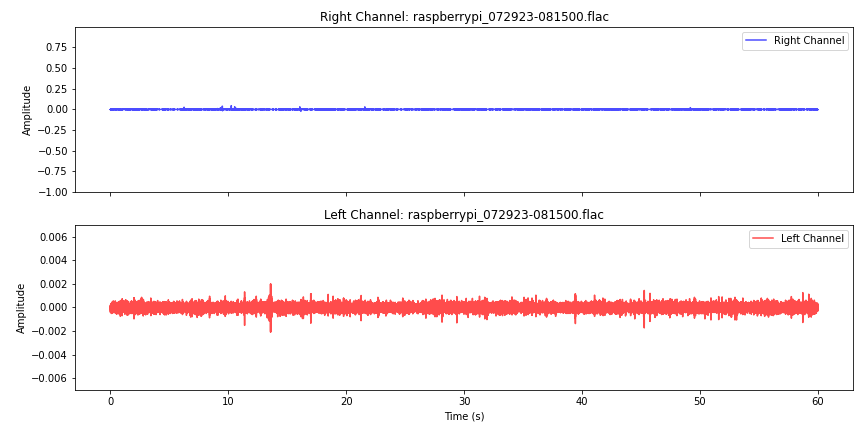 Right Channel: raspberrypi_072923-081500.flac
Right Channel
0.75
0.50
0.25
0.00
−0.25
−0.50
−0.75
−1.00
Amplitude
Left Channel: raspberrypi_072923-081500.flac
Left Channel
0.006
0.004
0.002
0.000
−0.002
−0.004
−0.006
Amplitude
0 10 20 30 40 50 60
Time (s)